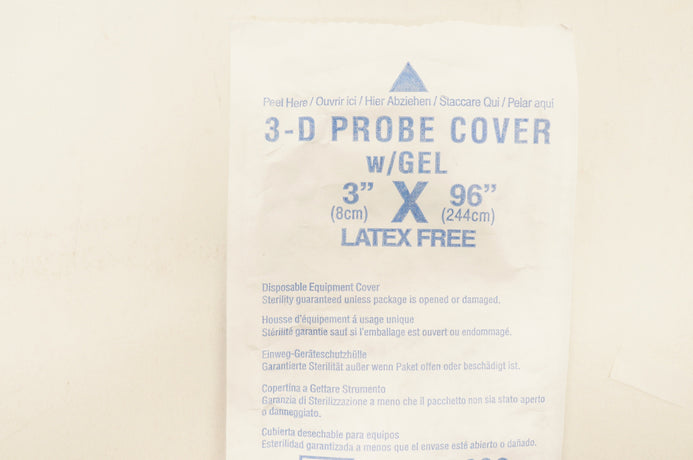 Peel Here / Ouvrir ici / Hier Abziehen / Staccare Qui / Pelar aqui
3-D PROBE COVER
w/GEL
3” X 96”
(8cm) (244cm)
LATEX FREE
Disposable Equipment Cover
Sterility guaranteed unless package is opened or damaged.
Housse d'équipement á usage unique
Stérilité garantie sauf si l'emballage est ouvert ou endommagé.
Einweg-Geräteschutzhülle
Garantierte Sterilität außer wenn Paket offen oder beschädigt ist.
Copertina a Gettare Strumento
Garanzia di Sterilizzazione a meno che il pacchetto non sia stato aperto
o danneggiato.
Cubierta desechable para equipos
Esterilidad garantizada a menos que el envase esté abierto o dañado.